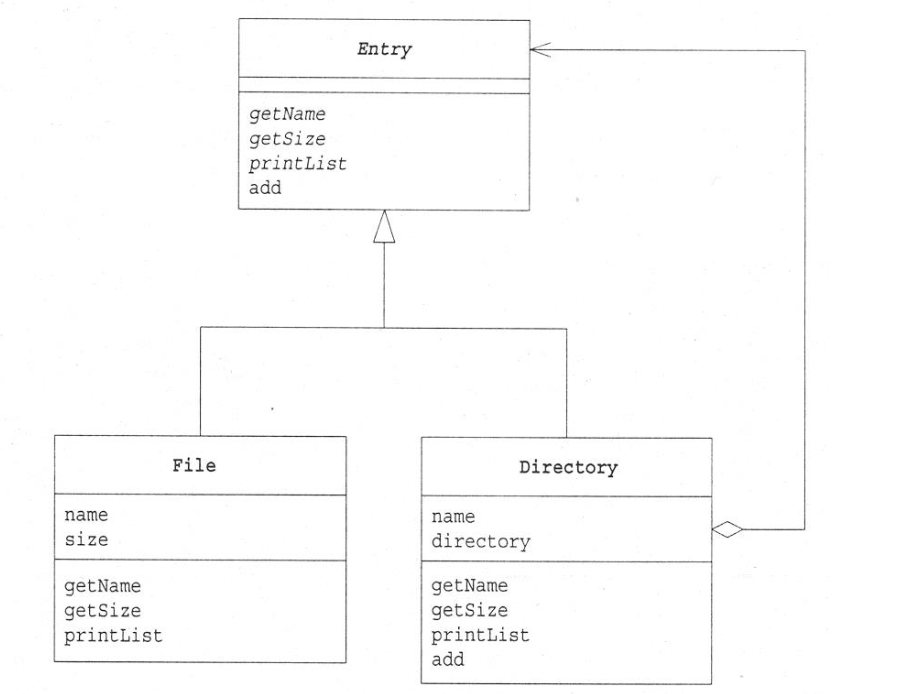 Entry
getName
getSize
printList
add
File
name
size
getName
getSize
printList
Directory
name
directory
getName
getSize
printList
add